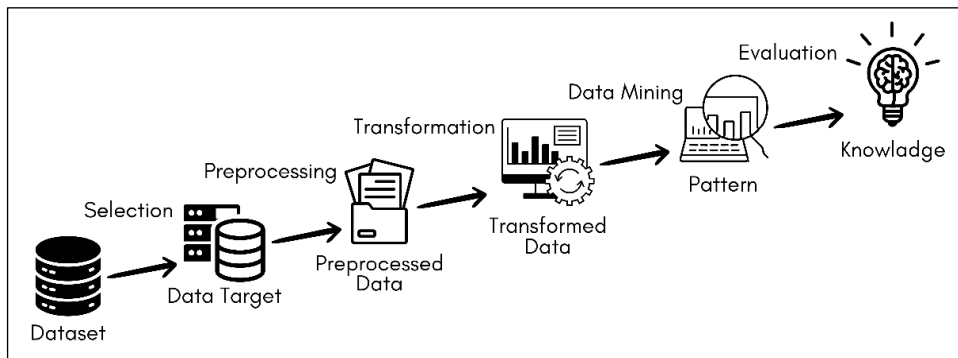 Dataset
Selection
Data Target
Preprocessing
Preprocessed
Data
Transformation
Transformed
Data
Data Mining
Pattern
Evaluation
Knowladge